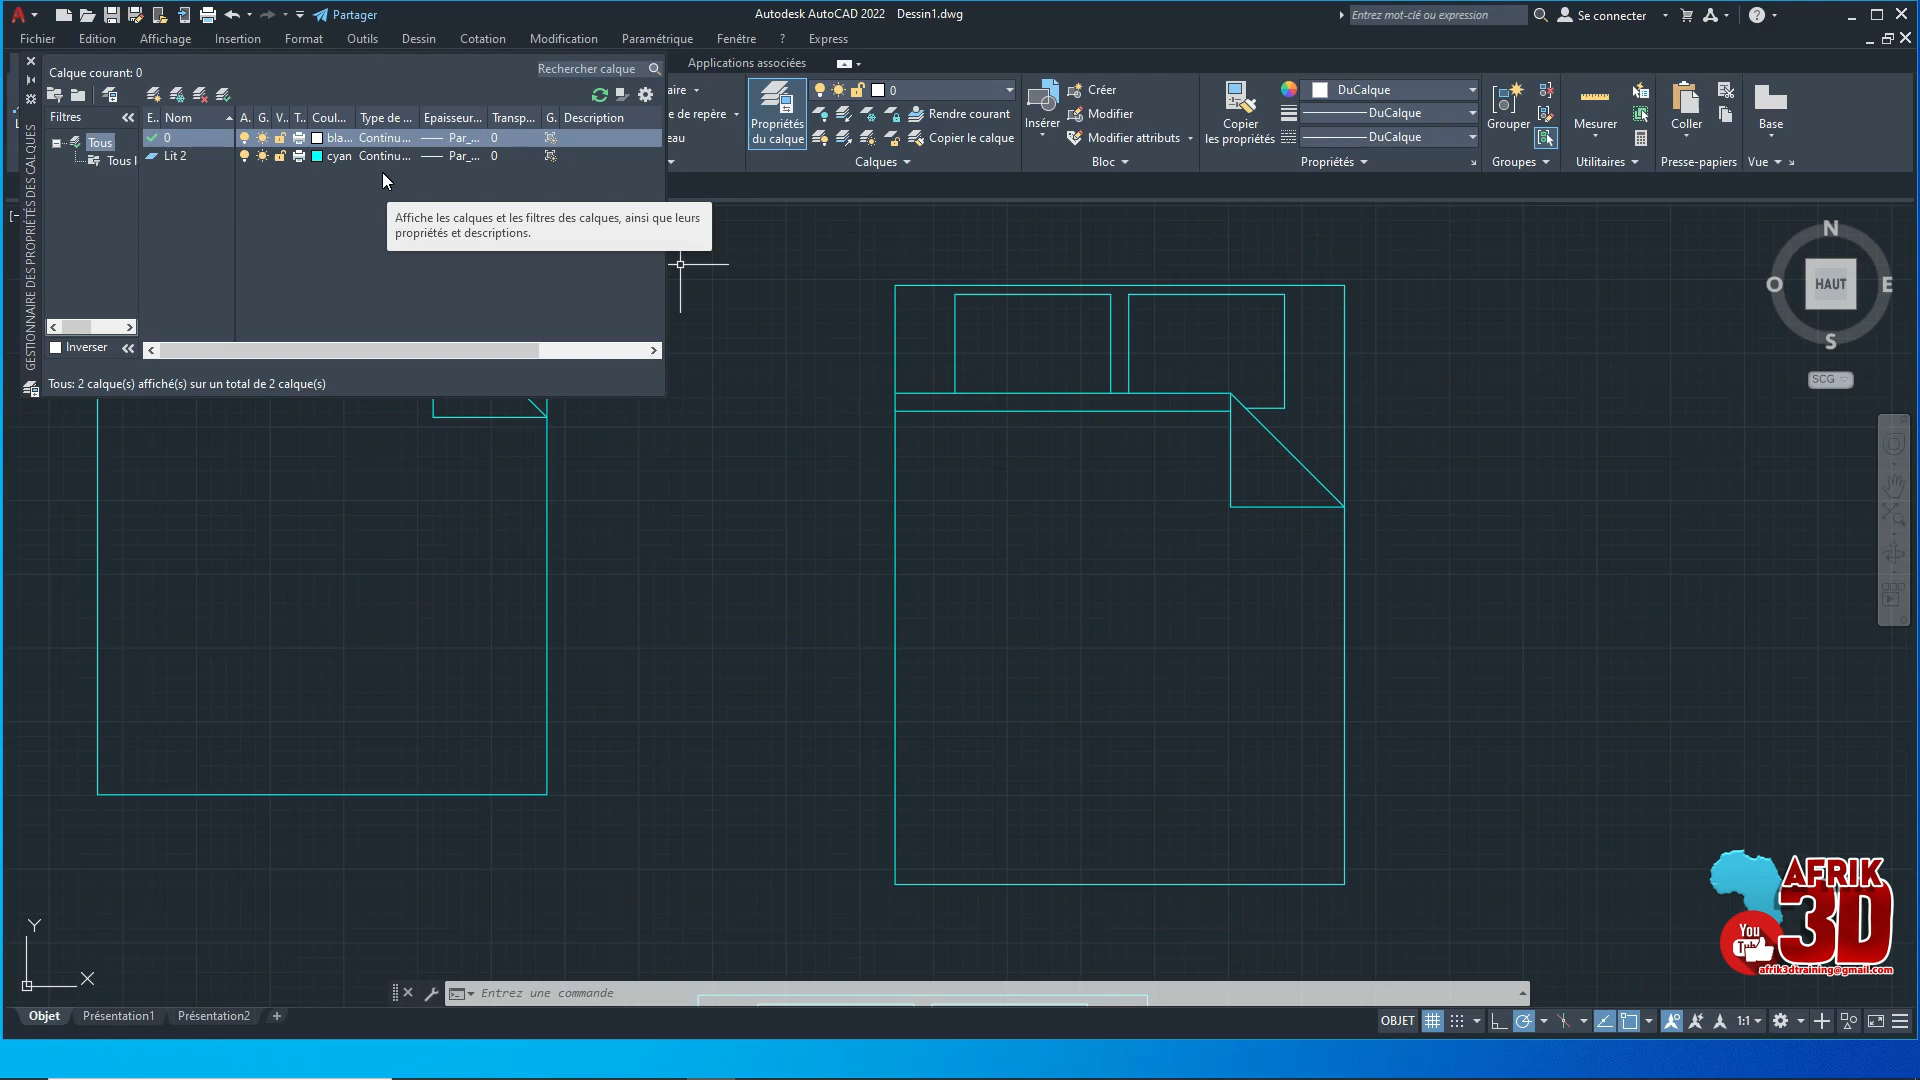 Partager
Autodesk AutoCAD 2022 Dessin1.dwg
Entrez mot-clé ou expression
Se connecter
Fichier Edition Affichage Insertion Format Outils Dessin Cotation Modification Paramétrique Fenêtre ? Express
Calque courant: 0
Rechercher calque
Applications associées
Filtres
E.. Nom A. G. V. T.. Coul... Type de ... Epaisseur... Transp... G. Description
Tous
0 bla... Continu... Par_... 0
Tous l
Lit 2 cyan Continu... Par_... 0
Affiche les calques et les filtres des calques, ainsi que leurs
propriétés et descriptions.
Inverser
Tous: 2 calque(s) affiché(s) sur un total de 2 calque(s)
GESTIONNAIRE DES PROPRIÉTÉS DES CALQUES
aire
e de repère
eau
Propriétés
du calque
0
Rendre courant
Copier le calque
Calques
Insérer
Créer
Modifier
Modifier attributs
Bloc
Copier
les propriétés
DuCalque
DuCalque
DuCalque
Propriétés
Grouper
Groupes
Mesurer
Utilitaires
Coller
Presse-papiers
Base
Vue
[–
N
O
HAUT
E
S
SCG
Y
X
Entrez une commande
Objet Présentation1 Présentation2 +
OBJET
1:1
AFRIK
3D
You
Tub
afrik3dtraining@gmail.com